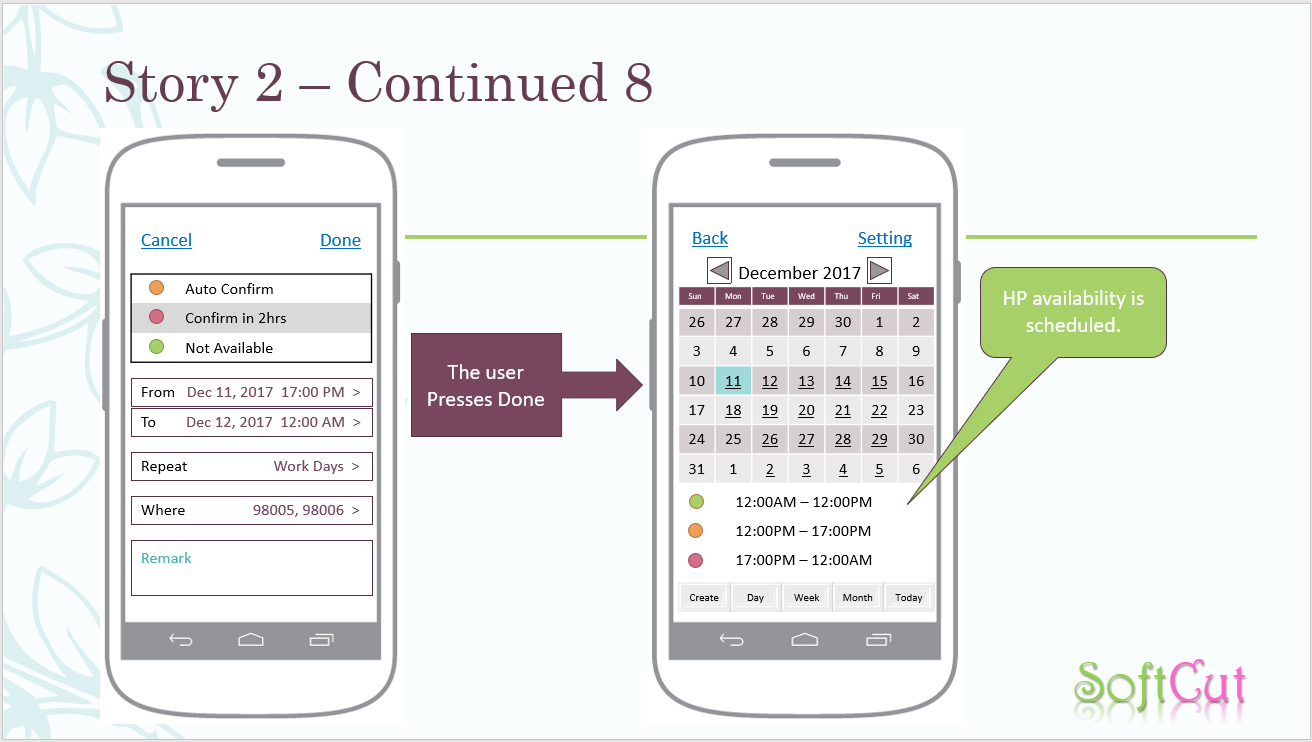 Story 2 – Continued 8
Cancel Done
Auto Confirm
Confirm in 2hrs
Not Available
From Dec 11, 2017 17:00 PM >
To Dec 12, 2017 12:00 AM >
Repeat Work Days >
Where 98005, 98006 >
Remark
The user
Presses Done
Back Setting
December 2017
Sun Mon Tue Wed Thu Fri Sat
26 27 28 29 30 1 2
3 4 5 6 7 8 9
10 11 12 13 14 15 16
17 18 19 20 21 22 23
24 25 26 27 28 29 30
31 1 2 3 4 5 6
12:00AM – 12:00PM
12:00PM – 17:00PM
17:00PM – 12:00AM
Create Day Week Month Today
HP availability is
scheduled.
SoftCut